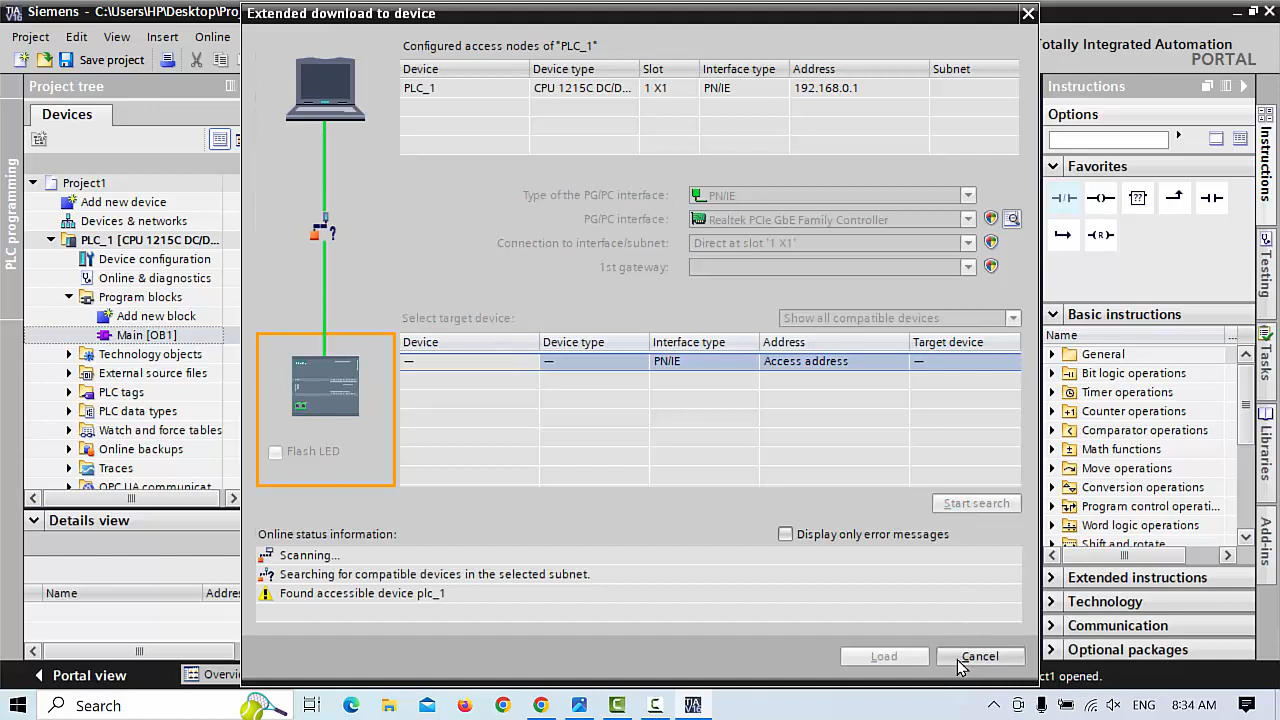 Siemens - C:\Users\HP\Desktop\Pro
Extended download to device
Project Edit View Insert Online
Save project
Totally Integrated Automation
PORTAL
Project tree
Devices
PLC programming
Project1
Add new device
Devices & networks
PLC_1 [CPU 1215C DC/D...
Device configuration
Online & diagnostics
Program blocks
Add new block
Main [OB1]
Technology objects
External source files
PLC tags
PLC data types
Watch and force tables
Online backups
Traces
OPC UA communicat
Details view
Name Addre
Portal view
Overvi
Configured access nodes of "PLC_1"
Device Device type Slot Interface type Address Subnet
PLC_1 CPU 1215C DC/D... 1 X1 PN/IE 192.168.0.1
Type of the PG/PC interface: PN/IE
PG/PC interface: Realtek PCIe GbE Family Controller
Connection to interface/subnet: Direct at slot '1 X1'
1st gateway:
Select target device: Show all compatible devices
Device Device type Interface type Address Target device
— — PN/IE Access address —
Flash LED
Start search
Online status information:
Display only error messages
Scanning...
Searching for compatible devices in the selected subnet.
Found accessible device plc_1
Load Cancel
Instructions
Options
Favorites
Basic instructions
Name ...
General
Bit logic operations
Timer operations
Counter operations
Comparator operations
Math functions
Move operations
Conversion operations
Program control operati...
Word logic operations
Shift and rotate
Extended instructions
Technology
Communication
Optional packages
Instructions
Testing
Tasks
Libraries
Add-ins
ct1 opened.
Search
ENG 8:34 AM